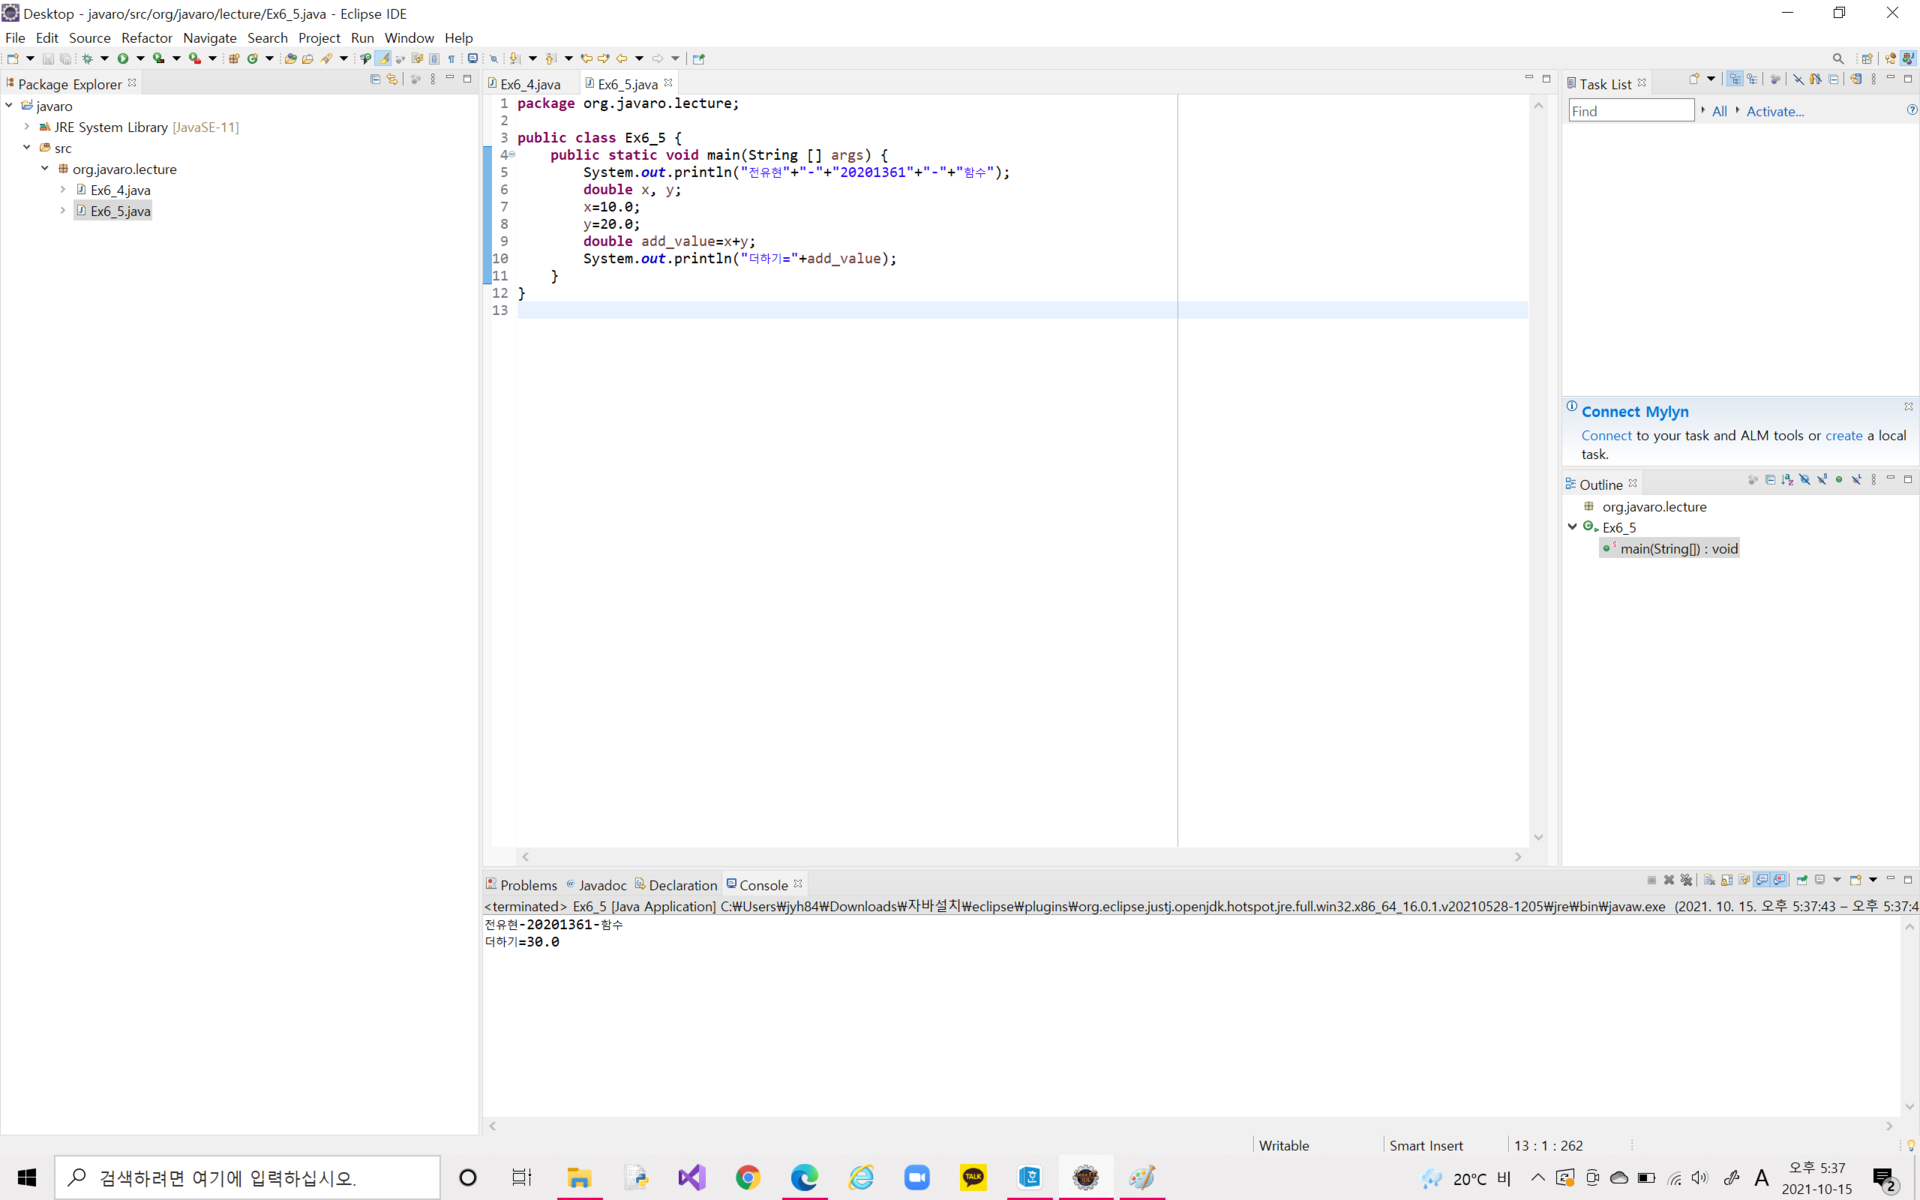 Desktop - javaro/src/org/javaro/lecture/Ex6_5.java - Eclipse IDE
File Edit Source Refactor Navigate Search Project Run Window Help
Package Explorer
javaro
JRE System Library [JavaSE-11]
src
org.javaro.lecture
Ex6_4.java
Ex6_5.java
Ex6_4.java Ex6_5.java
1 package org.javaro.lecture;
2
3 public class Ex6_5 {
4 public static void main(String [] args) {
5 System.out.println("전유현"+"-"+"20201361"+"-"+"함수");
6 double x, y;
7 x=10.0;
8 y=20.0;
9 double add_value=x+y;
10 System.out.println("더하기="+add_value);
11 }
12 }
13
Task List
Find All Activate...
Connect Mylyn
Connect to your task and ALM tools or create a local
task.
Outline
org.javaro.lecture
Ex6_5
main(String[]) : void
Problems Javadoc Declaration Console
<terminated> Ex6_5 [Java Application] C:₩Users₩jyh84₩Downloads₩자바설치₩eclipse₩plugins₩org.eclipse.justj.openjdk.hotspot.jre.full.win32.x86_64_16.0.1.v20210528-1205₩jre₩bin₩javaw.exe (2021. 10. 15. 오후 5:37:43 – 오후 5:37:4
전유현-20201361-함수
더하기=30.0
Writable Smart Insert 13 : 1 : 262
검색하려면 여기에 입력하십시오.
TALK
20°C 비
A
오후 5:37
2021-10-15
2